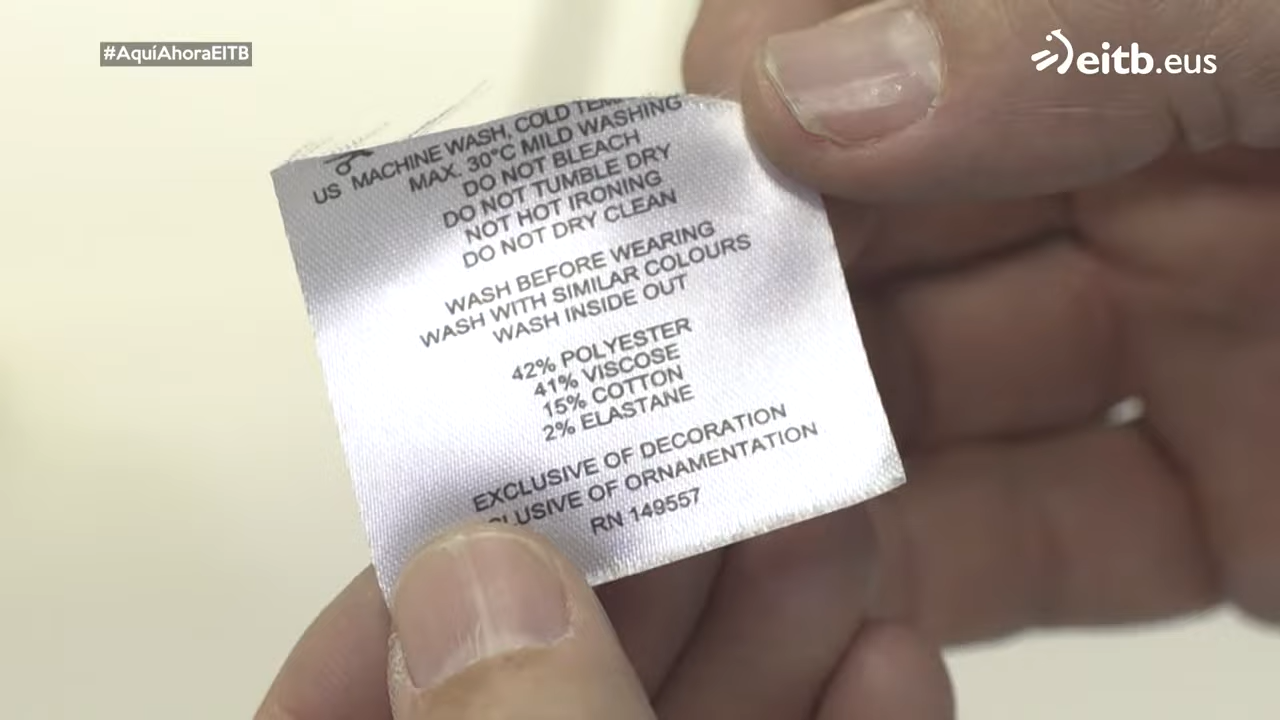 #AquíAhoraEITB
eitb.eus
US MACHINE WASH, COLD
MAX. 30°C MILD WASHING
DO NOT BLEACH
DO NOT TUMBLE DRY
NOT HOT IRONING
DO NOT DRY CLEAN
WASH BEFORE WEARING
WASH WITH SIMILAR COLOURS
WASH INSIDE OUT
42% POLYESTER
41% VISCOSE
15% COTTON
2% ELASTANE
EXCLUSIVE OF DECORATION
OF ORNAMENTATION
RN 149557